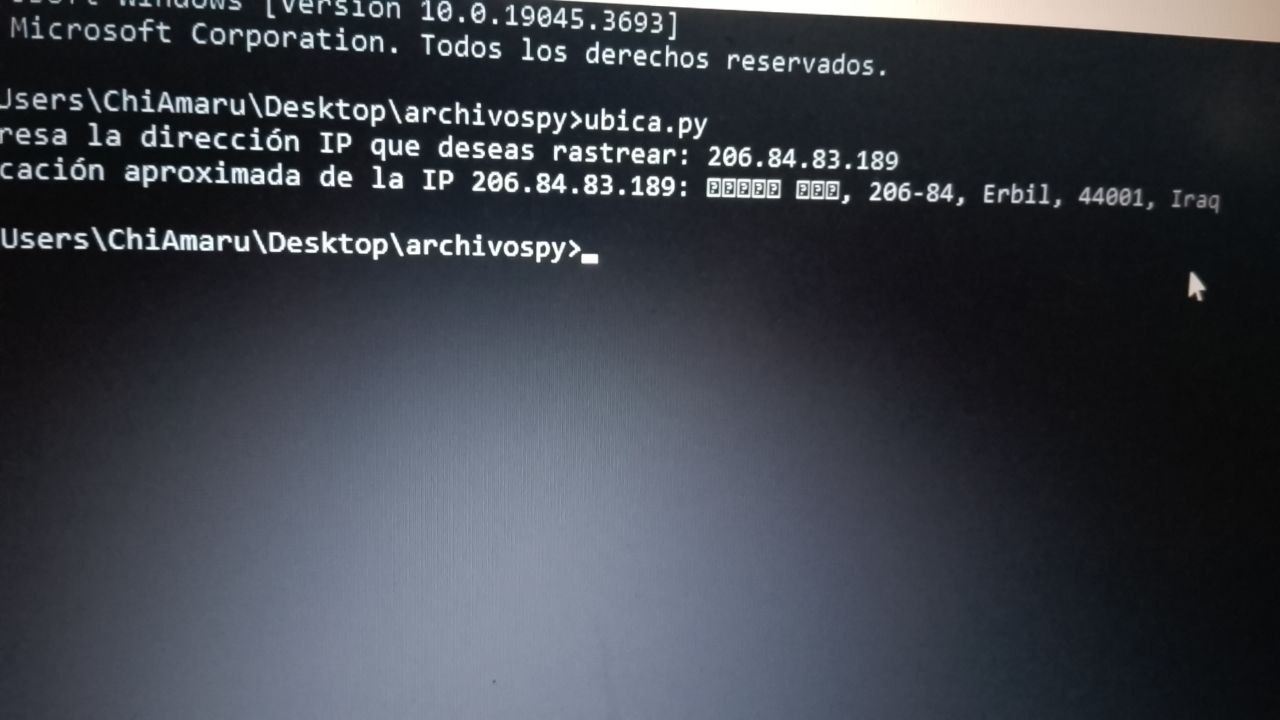 Windows [Versión 10.0.19045.3693]
Microsoft Corporation. Todos los derechos reservados.
Users\ChiAmaru\Desktop\archivospy>ubica.py
resa la dirección IP que deseas rastrear: 206.84.83.189
cación aproximada de la IP 206.84.83.189: , 206-84, Erbil, 44001, Iraq
Users\ChiAmaru\Desktop\archivospy>